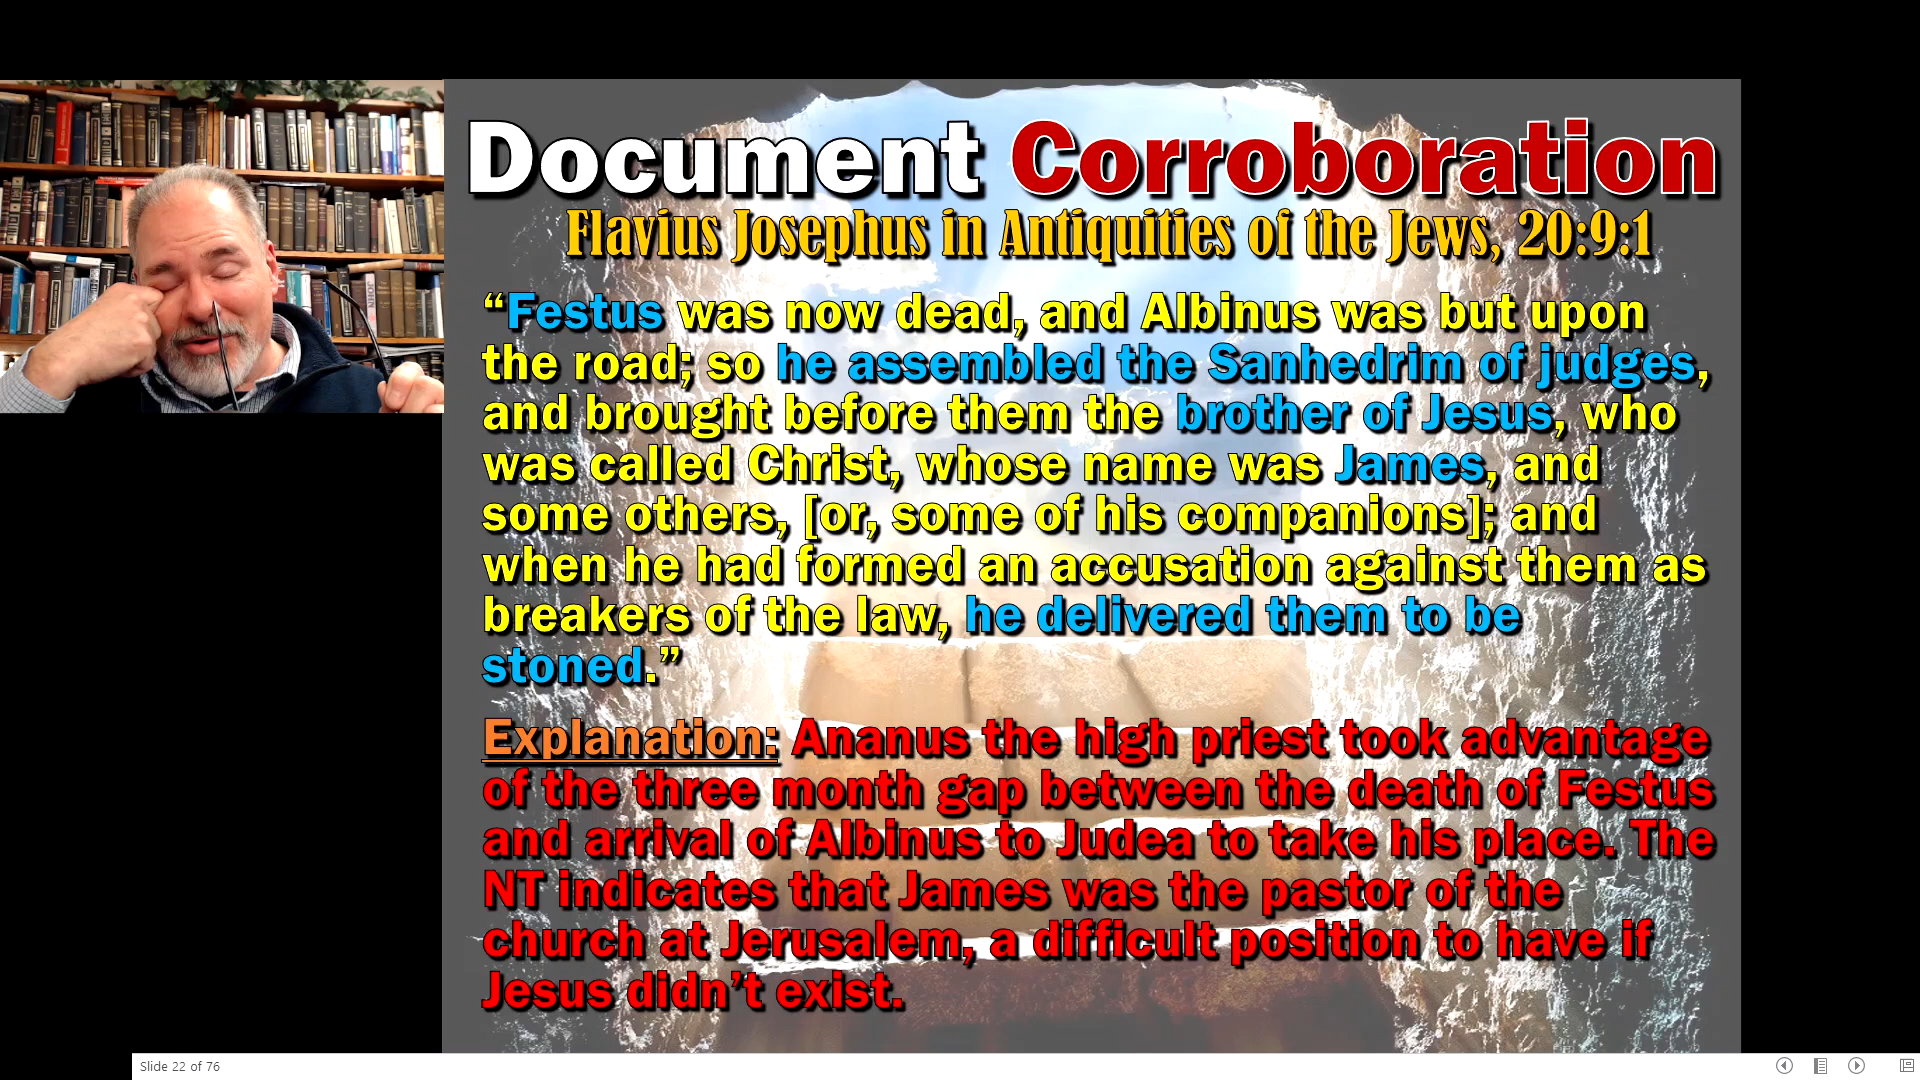 Document Corroboration
Flavius Josephus in Antiquities of the Jews, 20:9:1
“Festus was now dead, and Albinus was but upon
the road; so he assembled the Sanhedrim of judges,
and brought before them the brother of Jesus, who
was called Christ, whose name was James, and
some others, [or, some of his companions]; and
when he had formed an accusation against them as
breakers of the law, he delivered them to be
stoned.”
Explanation: Ananus the high priest took advantage
of the three month gap between the death of Festus
and arrival of Albinus to Judea to take his place. The
NT indicates that James was the pastor of the
church at Jerusalem, a difficult position to have if
Jesus didn’t exist.
Slide 22 of 76